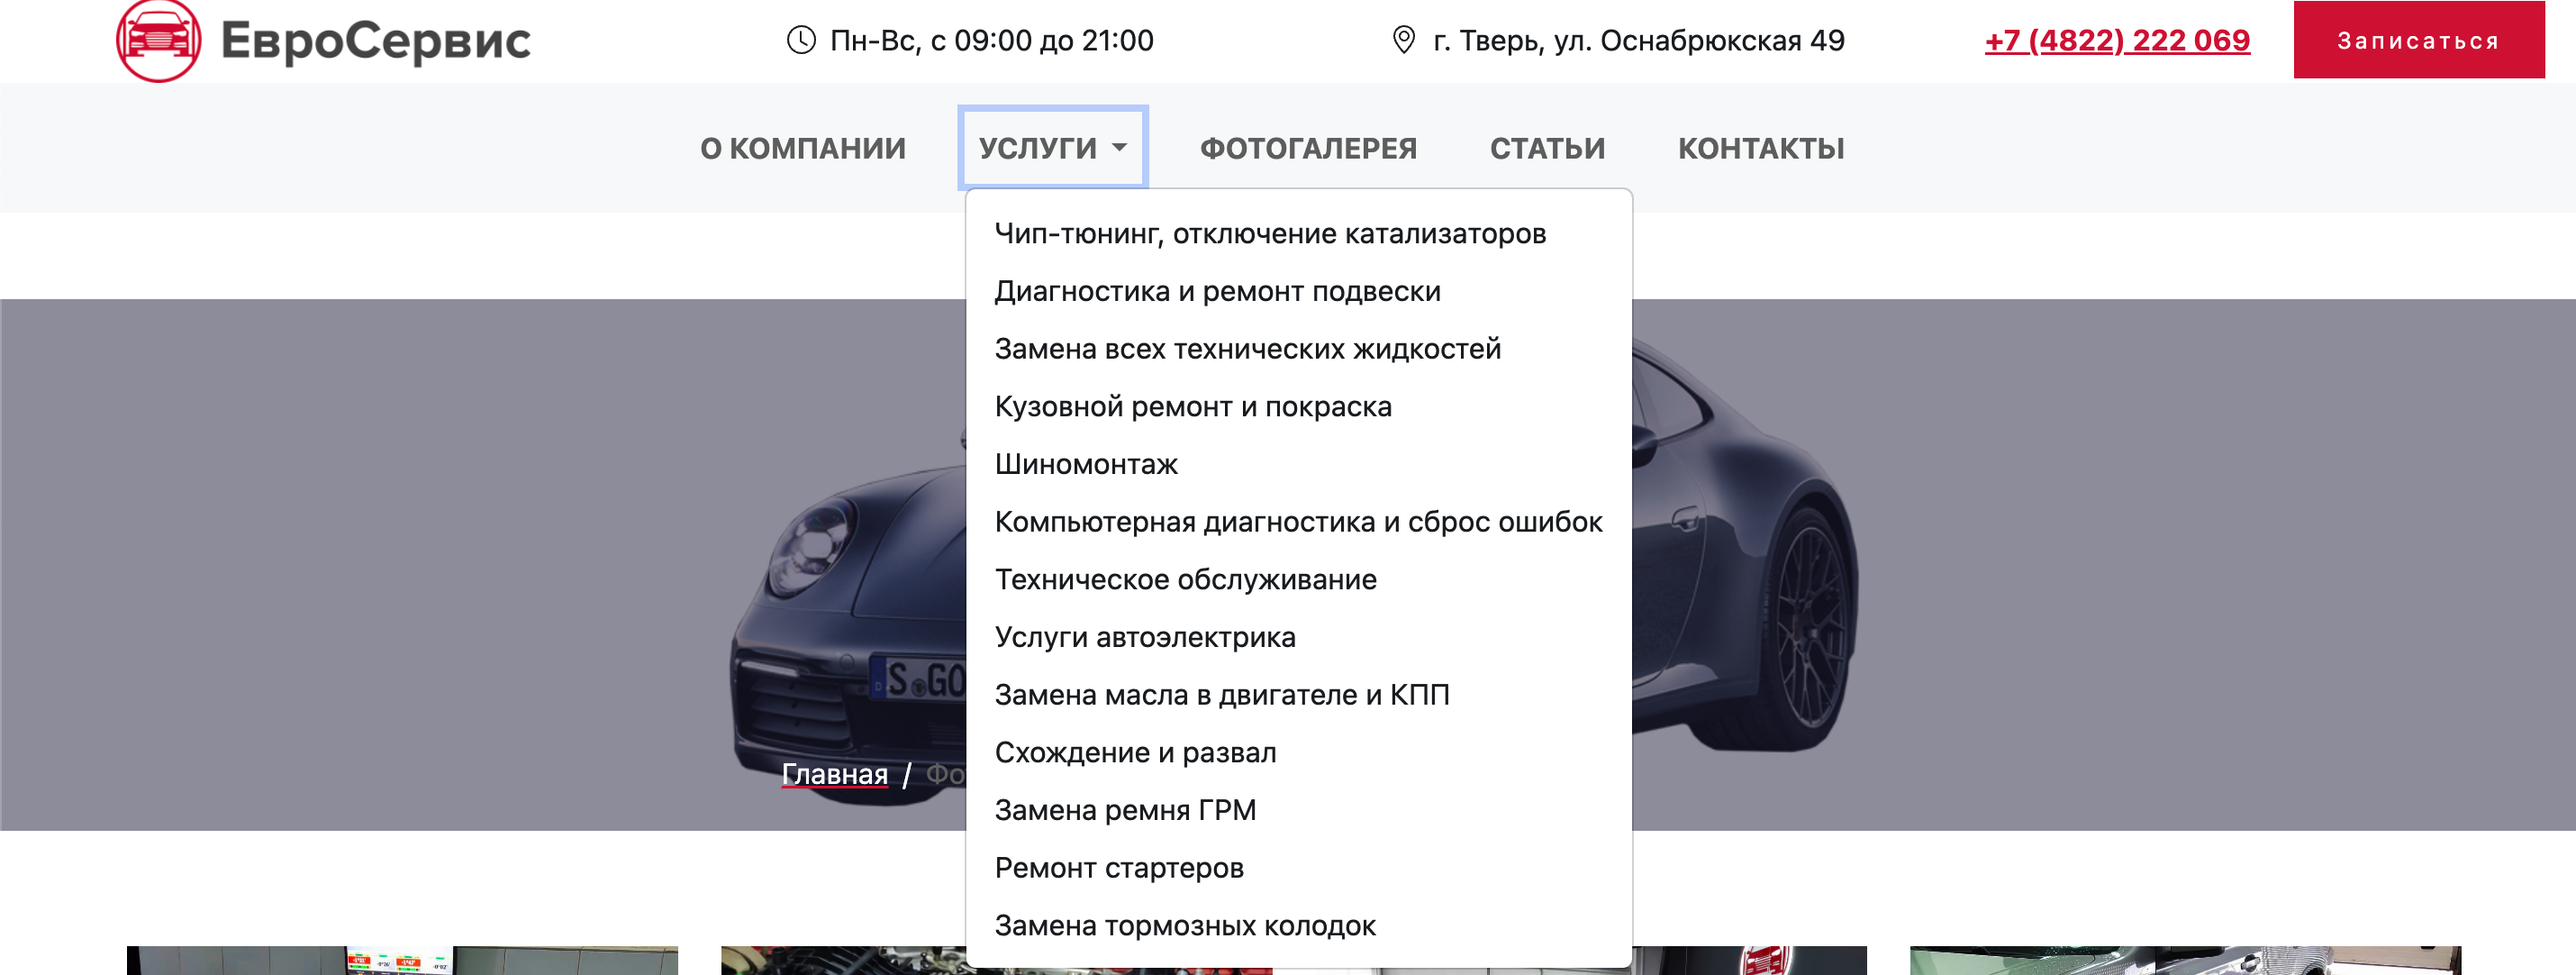 ЕвроСервис
Пн-Вс, с 09:00 до 21:00
г. Тверь, ул. Оснабрюкская 49
+7 (4822) 222 069
Записаться
О КОМПАНИИ
УСЛУГИ
ФОТОГАЛЕРЕЯ
СТАТЬИ
КОНТАКТЫ
Чип-тюнинг, отключение катализаторов
Диагностика и ремонт подвески
Замена всех технических жидкостей
Кузовной ремонт и покраска
Шиномонтаж
Компьютерная диагностика и сброс ошибок
Техническое обслуживание
Услуги автоэлектрика
Замена масла в двигателе и КПП
Схождение и развал
Замена ремня ГРМ
Ремонт стартеров
Замена тормозных колодок
S GO
Главная / Фо